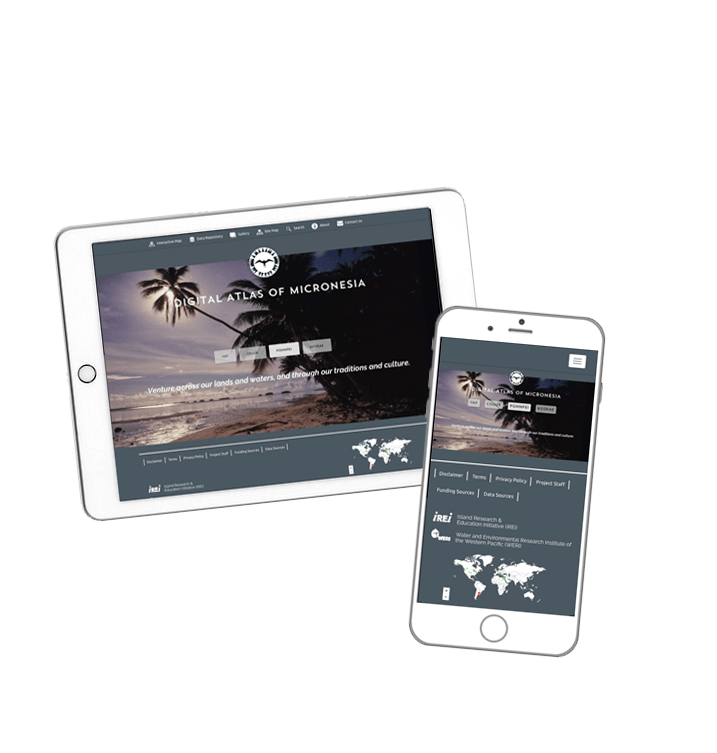 Interactive Map Data Repository Gallery Site Map Search About Contact Us
DIGITAL ATLAS OF MICRONESIA
YAP CHUUK POHNPEI KOSRAE
Venture across our lands and waters, and through our traditions and culture.
Disclaimer Terms Privacy Policy Project Staff Funding Sources Data Sources
iREi
Island Research &
Education Initiative (iREi)
DIGITAL ATLAS OF MICRONESIA
YAP CHUUK POHNPEI KOSRAE
Venture across our lands and waters, and through our traditions and culture.
Disclaimer Terms Privacy Policy Project Staff
Funding Sources Data Sources
iREi
Island Research &
Education Initiative (iREi)
WERI
Water and Environmental Research Institute of
the Western Pacific (WERI)